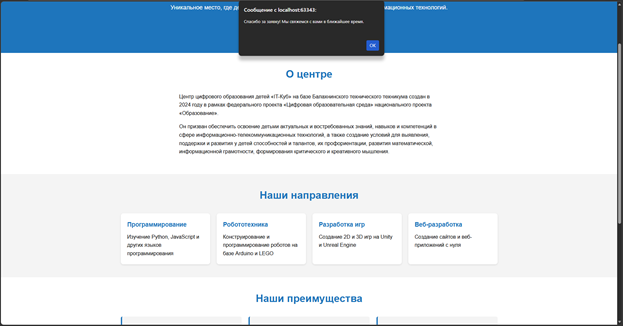 Уникальное место, где д
мационных технологий.
Сообщение с localhost:63343:
Спасибо за заявку! Мы свяжемся с вами в ближайшее время.
ОК
О центре
Центр цифрового образования детей «IT-Куб» на базе Балахнинского технического техникума создан в
2024 году в рамках федерального проекта «Цифровая образовательная среда» национального проекта
«Образование».
Он призван обеспечить освоение детьми актуальных и востребованных знаний, навыков и компетенций в
сфере информационно-телекоммуникационных технологий, а также создание условий для выявления,
поддержки и развития у детей способностей и талантов, их профориентации, развития математической,
информационной грамотности, формирования критического и креативного мышления.
Наши направления
Программирование
Изучение Python, JavaScript и
других языков
программирования
Робототехника
Конструирование и
программирование роботов на
базе Arduino и LEGO
Разработка игр
Создание 2D и 3D игр на Unity
и Unreal Engine
Веб-разработка
Создание сайтов и веб-
приложений с нуля
Наши преимущества